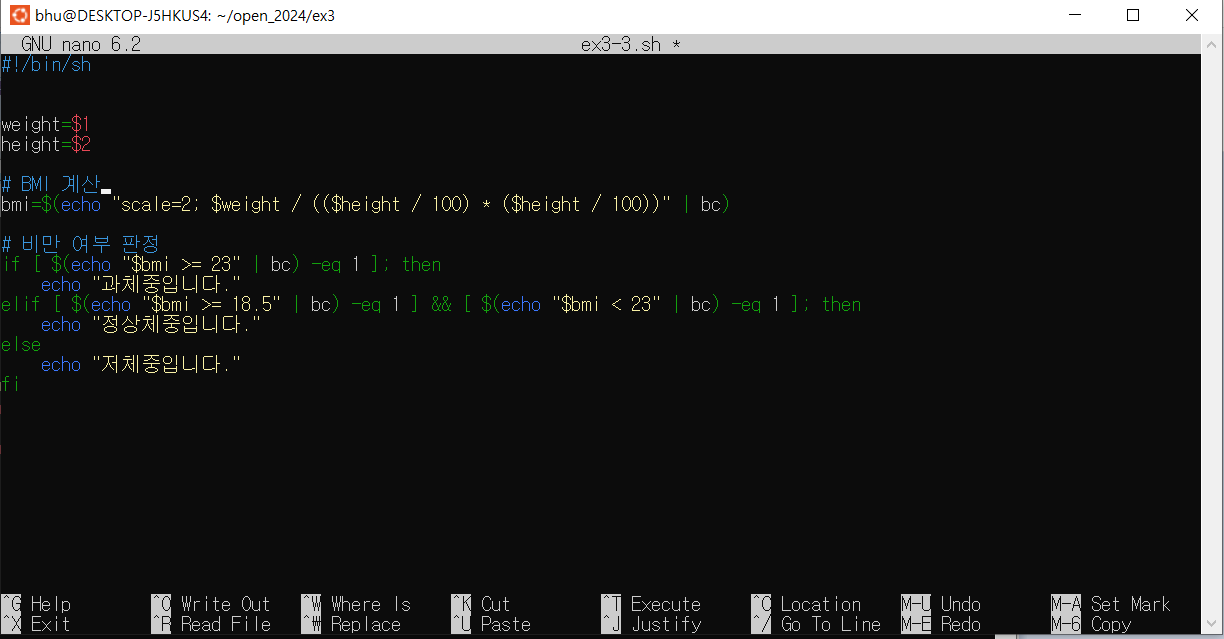 bhu@DESKTOP-J5HKUS4: ~/open_2024/ex3
GNU nano 6.2 ex3-3.sh *
#!/bin/sh
weight=$1
height=$2
# BMI 계산
bmi=$(echo "scale=2; $weight / (($height / 100) * ($height / 100))" | bc)
# 비만 여부 판정
if [ $(echo "$bmi >= 23" | bc) -eq 1 ]; then
    echo "과체중입니다."
elif [ $(echo "$bmi >= 18.5" | bc) -eq 1 ] && [ $(echo "$bmi < 23" | bc) -eq 1 ]; then
    echo "정상체중입니다."
else
    echo "저체중입니다."
fi
^G Help ^O Write Out ^W Where Is ^K Cut ^T Execute ^C Location M-U Undo M-A Set Mark
^X Exit ^R Read File ^₩ Replace ^U Paste ^J Justify ^/ Go To Line M-E Redo M-6 Copy